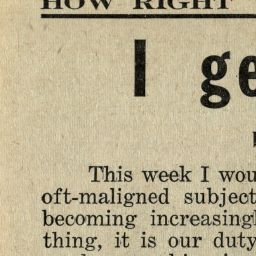 HOW RIGHT
I ge
This week I wou
oft-maligned subject
becoming increasingl
thing, it is our duty